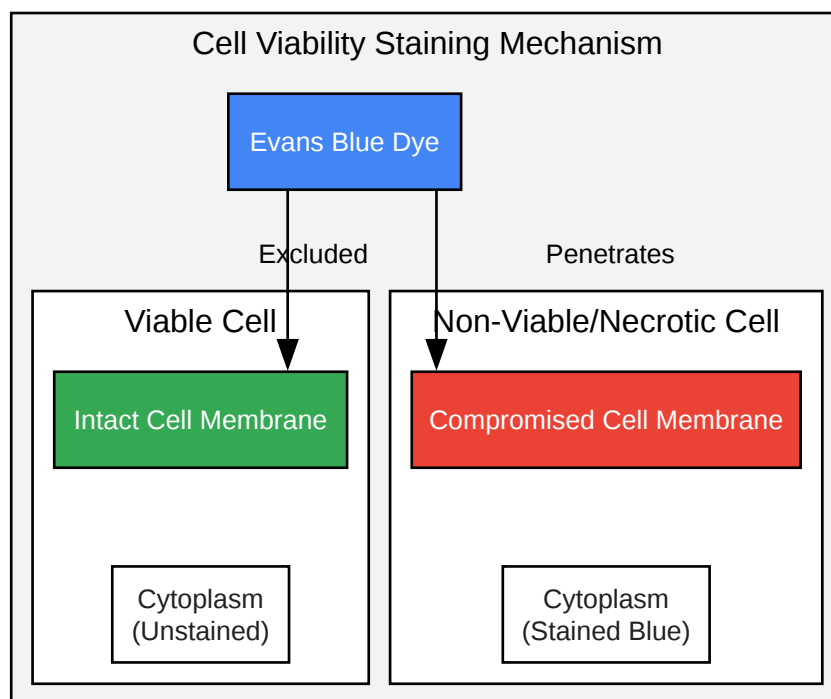 Cell Viability Staining Mechanism
Evans Blue Dye
Excluded
Penetrates
Viable Cell
Non-Viable/Necrotic Cell
Intact Cell Membrane
Compromised Cell Membrane
Cytoplasm
(Unstained)
Cytoplasm
(Stained Blue)